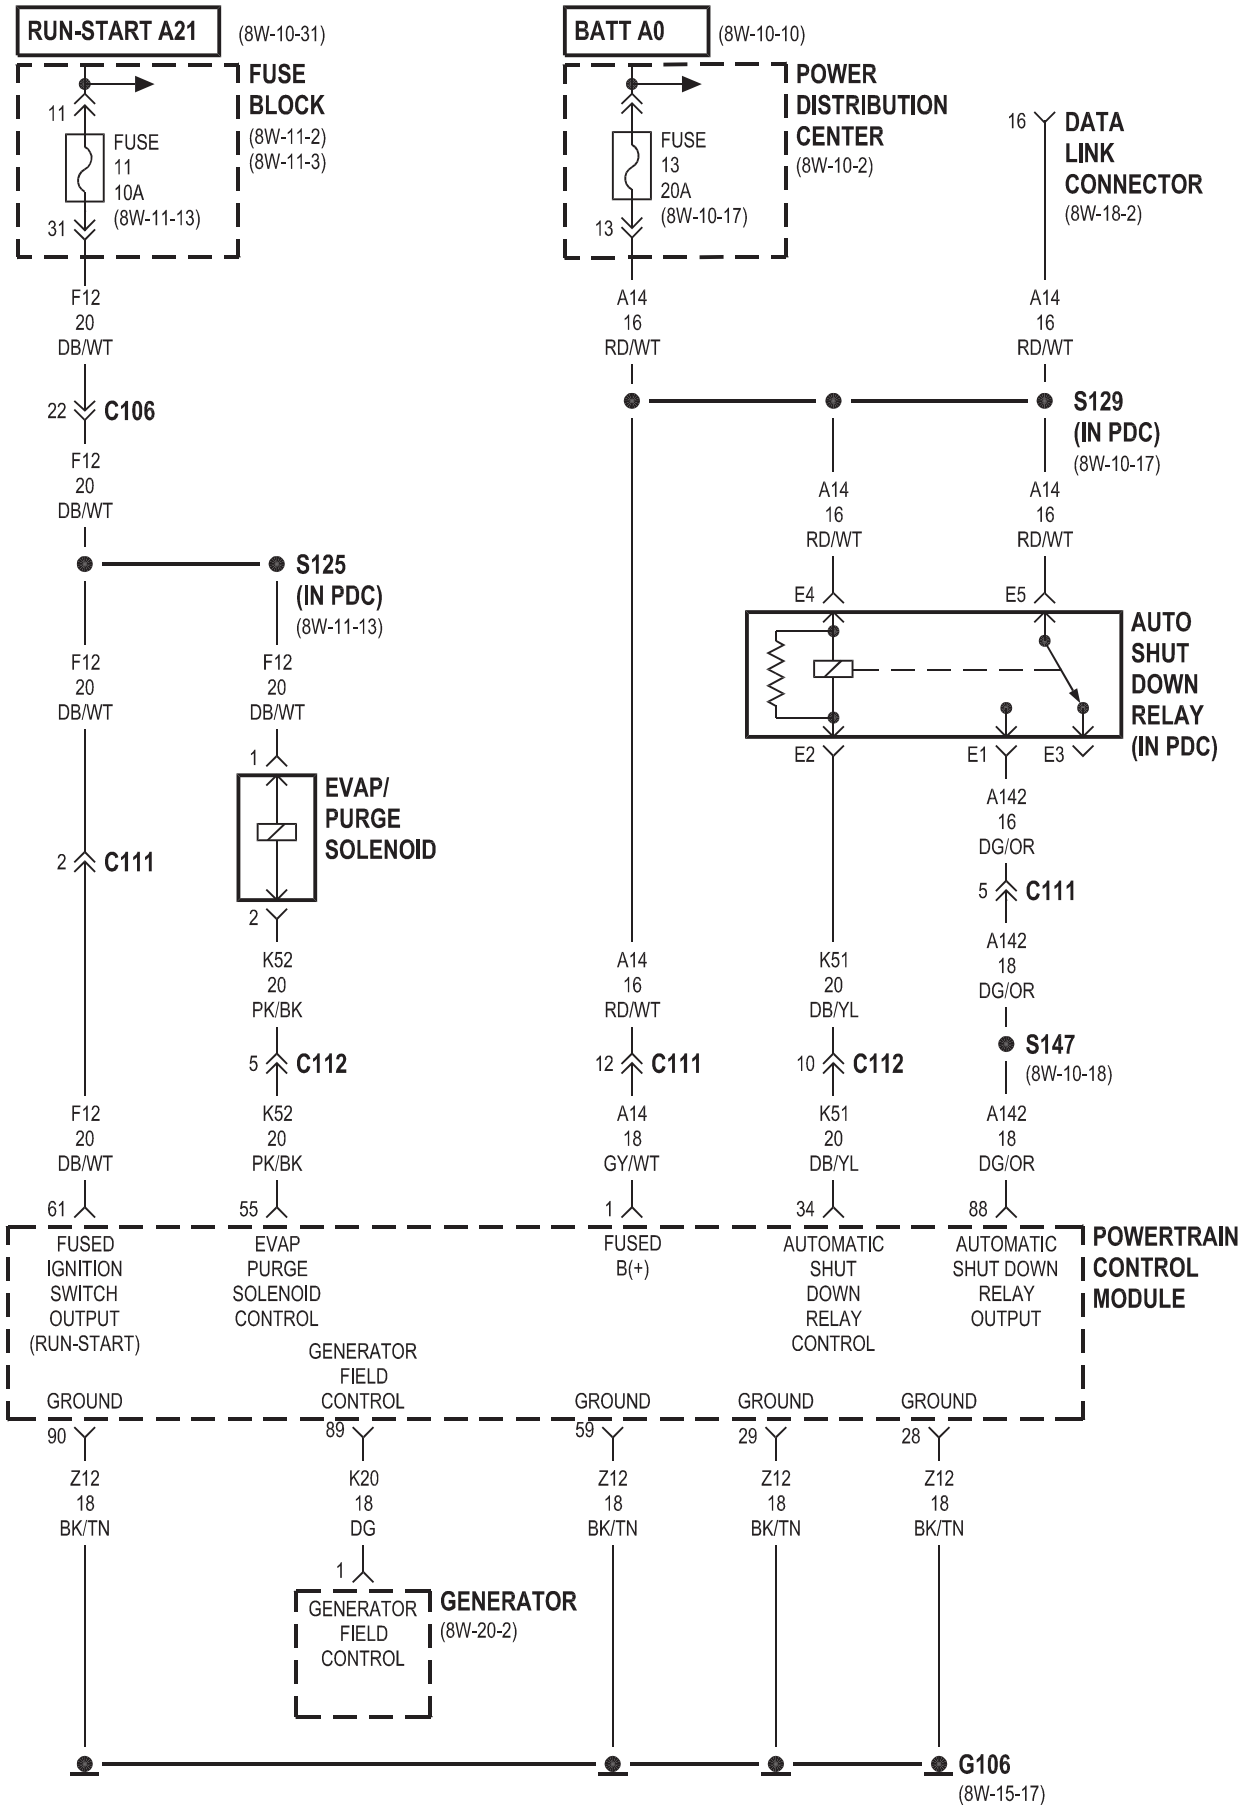 RUN-START A21
(8W-10-31)
BATT A0
(8W-10-10)
FUSE
BLOCK
(8W-11-2)
(8W-11-3)
11
FUSE
11
10A
(8W-11-13)
31
POWER
DISTRIBUTION
CENTER
(8W-10-2)
FUSE
13
20A
(8W-10-17)
13
16
DATA
LINK
CONNECTOR
(8W-18-2)
F12
20
DB/WT
A14
16
RD/WT
A14
16
RD/WT
22
C106
S129
(IN PDC)
(8W-10-17)
F12
20
DB/WT
A14
16
RD/WT
A14
16
RD/WT
S125
(IN PDC)
(8W-11-13)
E4
E5
AUTO
SHUT
DOWN
RELAY
(IN PDC)
F12
20
DB/WT
F12
20
DB/WT
1
E2
E1
E3
EVAP/
PURGE
SOLENOID
A142
16
DG/OR
2
C111
5
C111
2
K52
20
PK/BK
A14
16
RD/WT
K51
20
DB/YL
A142
18
DG/OR
5
C112
12
C111
10
C112
S147
(8W-10-18)
F12
20
DB/WT
K52
20
PK/BK
A14
18
GY/WT
K51
20
DB/YL
A142
18
DG/OR
61
55
1
34
88
FUSED
IGNITION
SWITCH
OUTPUT
(RUN-START)
EVAP
PURGE
SOLENOID
CONTROL
FUSED
B(+)
AUTOMATIC
SHUT
DOWN
RELAY
CONTROL
AUTOMATIC
SHUT DOWN
RELAY
OUTPUT
POWERTRAIN
CONTROL
MODULE
GENERATOR
FIELD
CONTROL
GROUND
GROUND
GROUND
GROUND
90
89
59
29
28
Z12
18
BK/TN
K20
18
DG
Z12
18
BK/TN
Z12
18
BK/TN
Z12
18
BK/TN
1
GENERATOR
FIELD
CONTROL
GENERATOR
(8W-20-2)
G106
(8W-15-17)